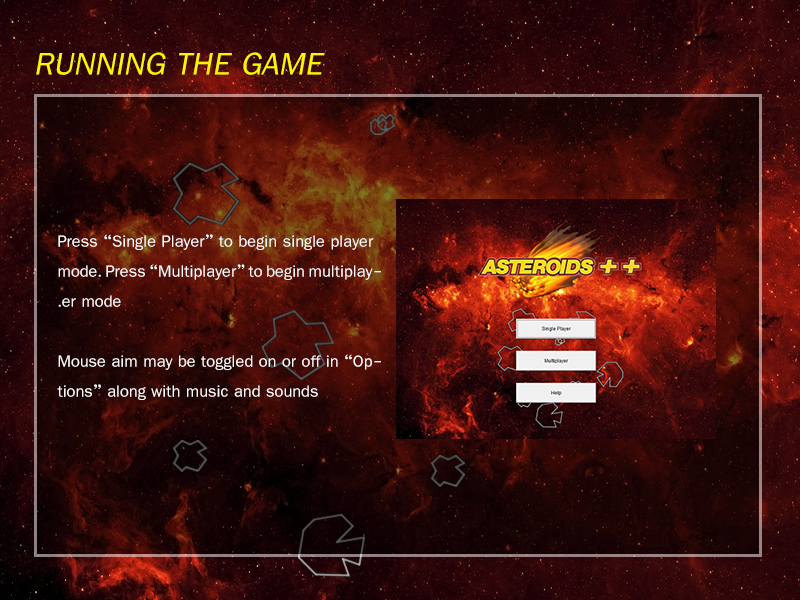 RUNNING THE GAME
Press “Single Player” to begin single player
mode. Press “Multiplayer” to begin multiplay-
.er mode
Mouse aim may be toggled on or off in “Op-
tions” along with music and sounds
ASTEROIDS ++
Single Player
Multiplayer
Help